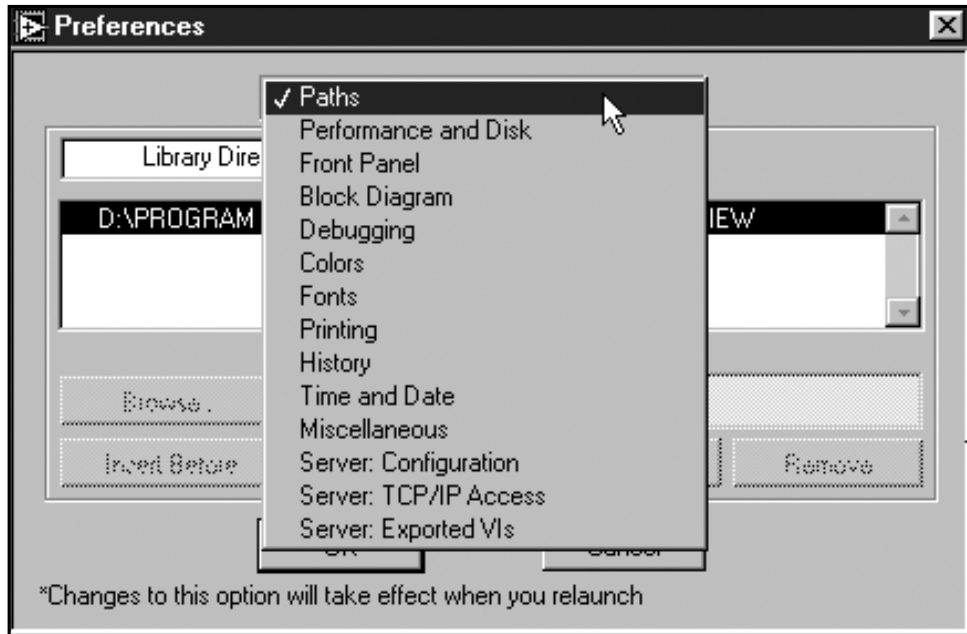 Preferences
✓ Paths
Performance and Disk
Library Dire
Front Panel
Block Diagram
D:\PROGRAM
IEW
Debugging
Colors
Fonts
Printing
History
Browse .
Time and Date
Miscellaneous
Insert Before
Server: Configuration
Remove
Server: TCP/IP Access
Server: Exported VIs
OK
Cancel
*Changes to this option will take effect when you relaunch